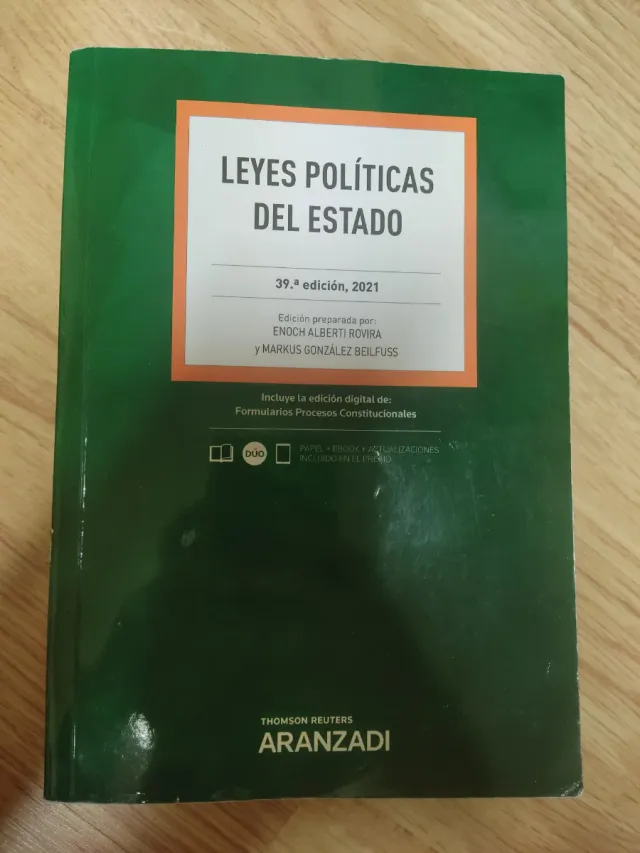 LEYES POLÍTICAS
DEL ESTADO
39.ª edición, 2021
Edición preparada por:
ENOCH ALBERTI ROVIRA
y MARKUS GONZÁLEZ BEILFUSS
Incluye la edición digital de:
Formularios Procesos Constitucionales
DÚO
PAPEL + EBOOK + ACTUALIZACIONES
INCLUIDO EN EL PRECIO
THOMSON REUTERS
ARANZADI